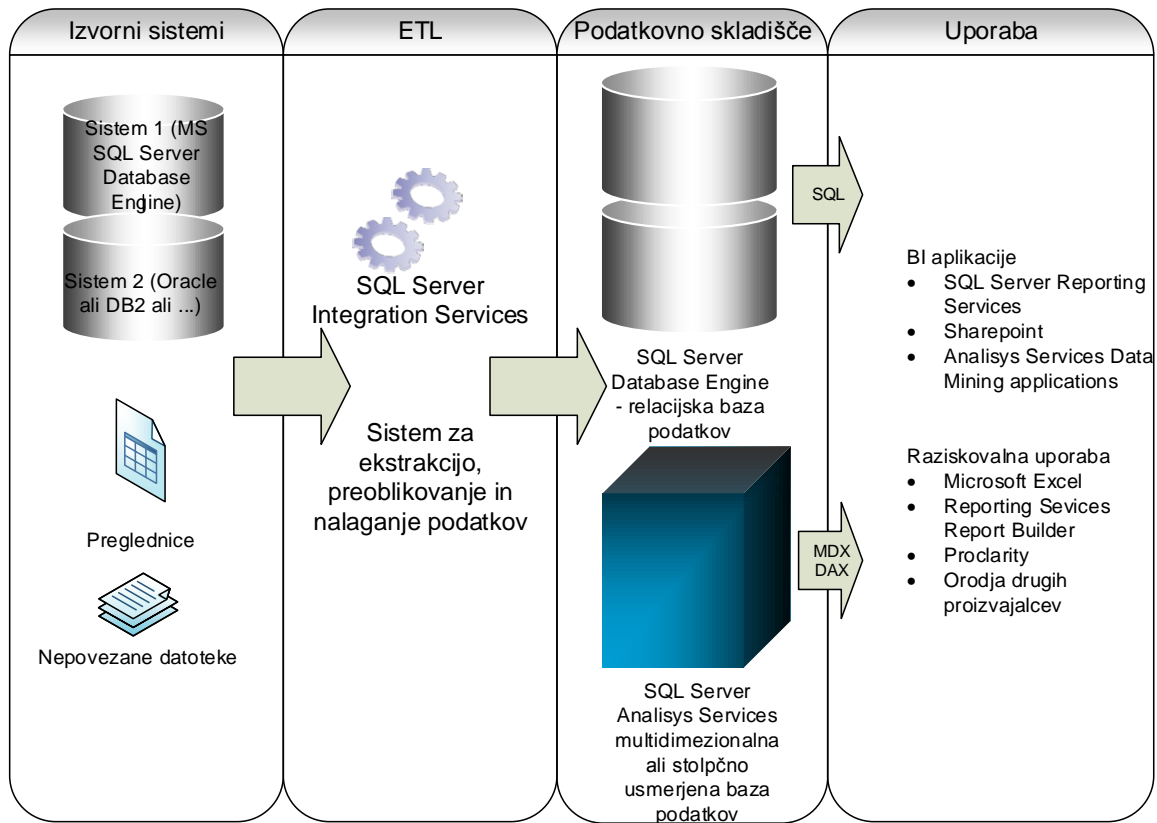 Izvorni sistemi
Sistem 1 (MS
SQL Server
Database
Engine)
Sistem 2 (Oracle
ali DB2 ali ...)
Preglednice
Nepovezane datoteke
ETL
SQL Server
Integration Services
Sistem za
ekstrakcijo,
preoblikovanje in
nalaganje podatkov
Podatkovno skladišče
SQL Server
Database Engine
- relacijska baza
podatkov
SQL Server
Analisys Services
multidimezionalna
ali stolpčno
usmerjena baza
podatkov
SQL
MDX
DAX
Uporaba
BI aplikacije
• SQL Server Reporting
Services
• Sharepoint
• Analisys Services Data
Mining applications
Raziskovalna uporaba
• Microsoft Excel
• Reporting Sevices
Report Builder
• Proclarity
• Orodja drugih
proizvajalcev